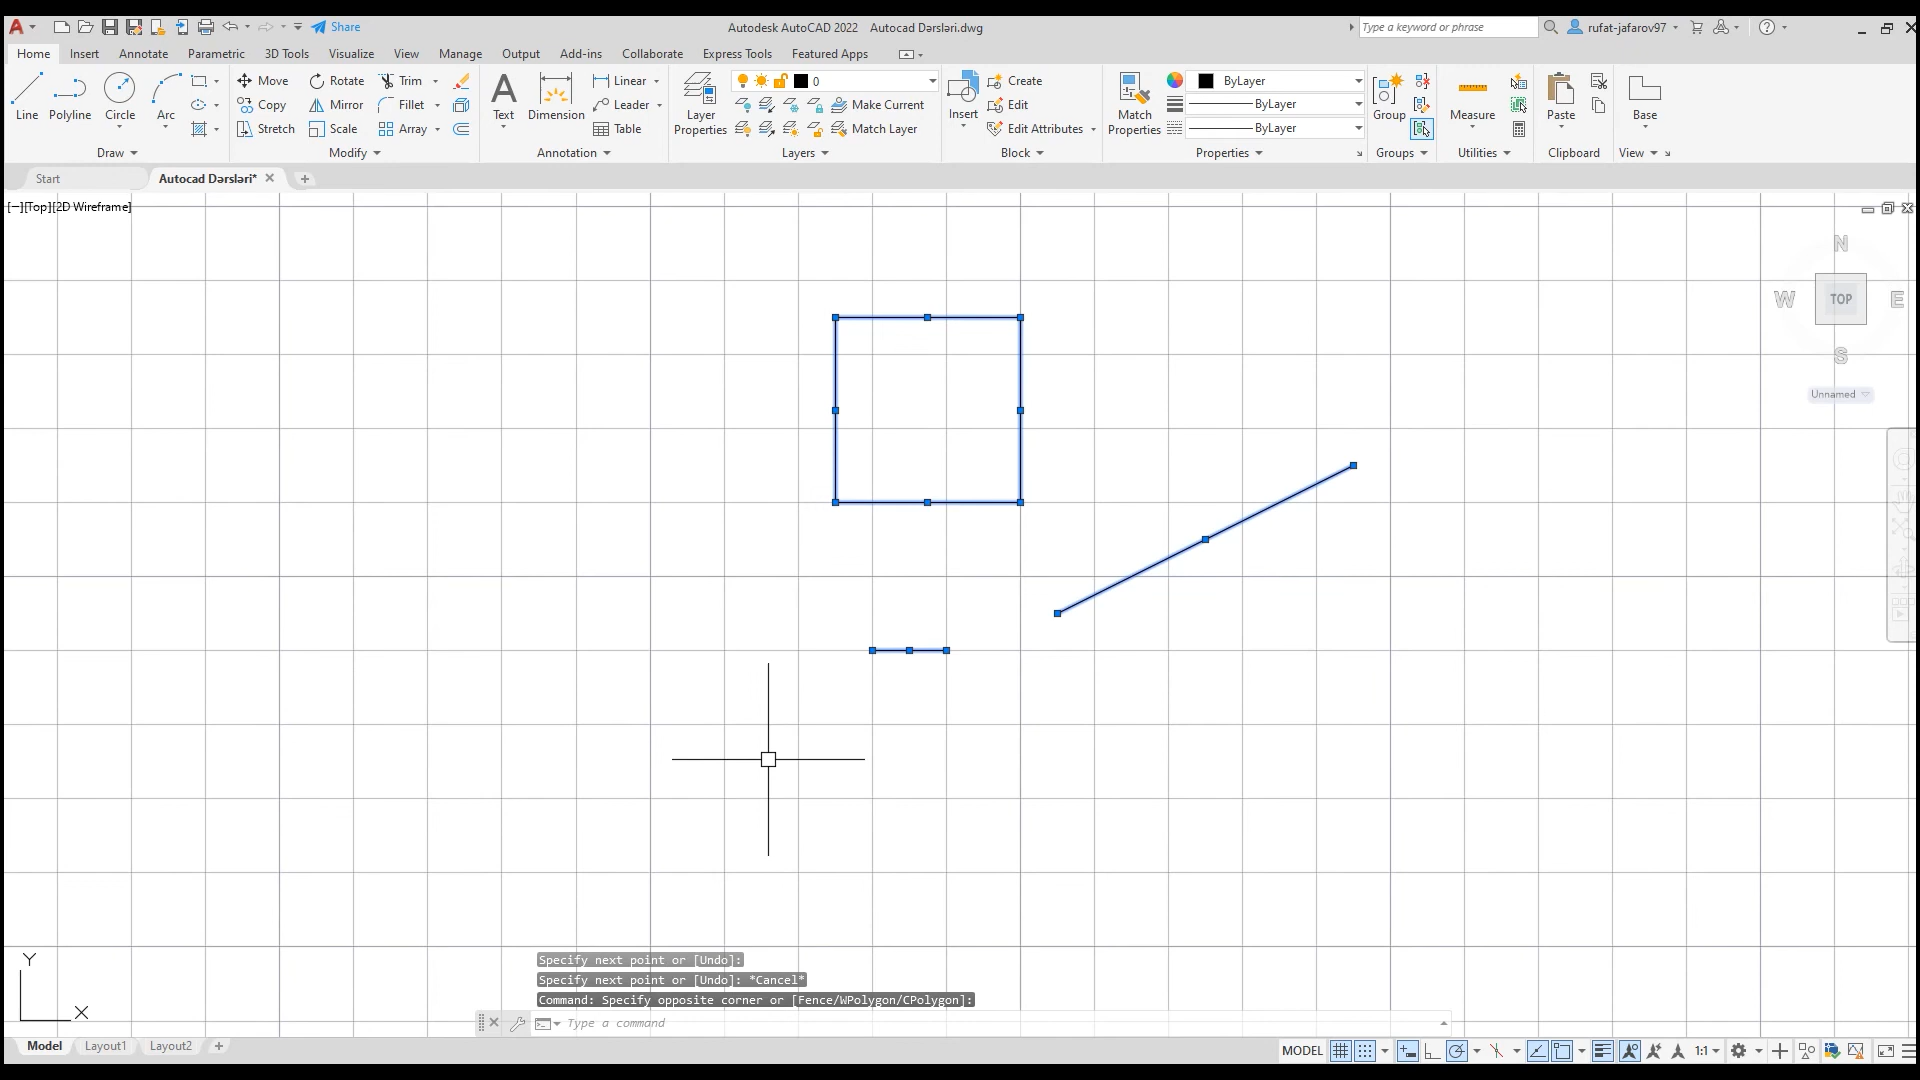 Share
Autodesk AutoCAD 2022 Autocad Dərsləri.dwg
Type a keyword or phrase
rufat-jafarov97
Home Insert Annotate Parametric 3D Tools Visualize View Manage Output Add-ins Collaborate Express Tools Featured Apps
Line Polyline Circle Arc
Draw
Move Rotate Trim
Copy Mirror Fillet
Stretch Scale Array
Modify
Text Dimension
Linear
Leader
Table
Annotation
Layer Properties
0
Make Current
Match Layer
Layers
Insert
Create
Edit
Edit Attributes
Block
Match Properties
ByLayer
ByLayer
ByLayer
Properties
Group
Groups
Measure
Utilities
Paste
Clipboard
Base
View
Start Autocad Dərsləri*
[−][Top][2D Wireframe]
N
W TOP E
S
Unnamed
Y
X
Specify next point or [Undo]:
Specify next point or [Undo]: *Cancel*
Command: Specify opposite corner or [Fence/WPolygon/CPolygon]:
Type a command
Model Layout1 Layout2
MODEL 1:1